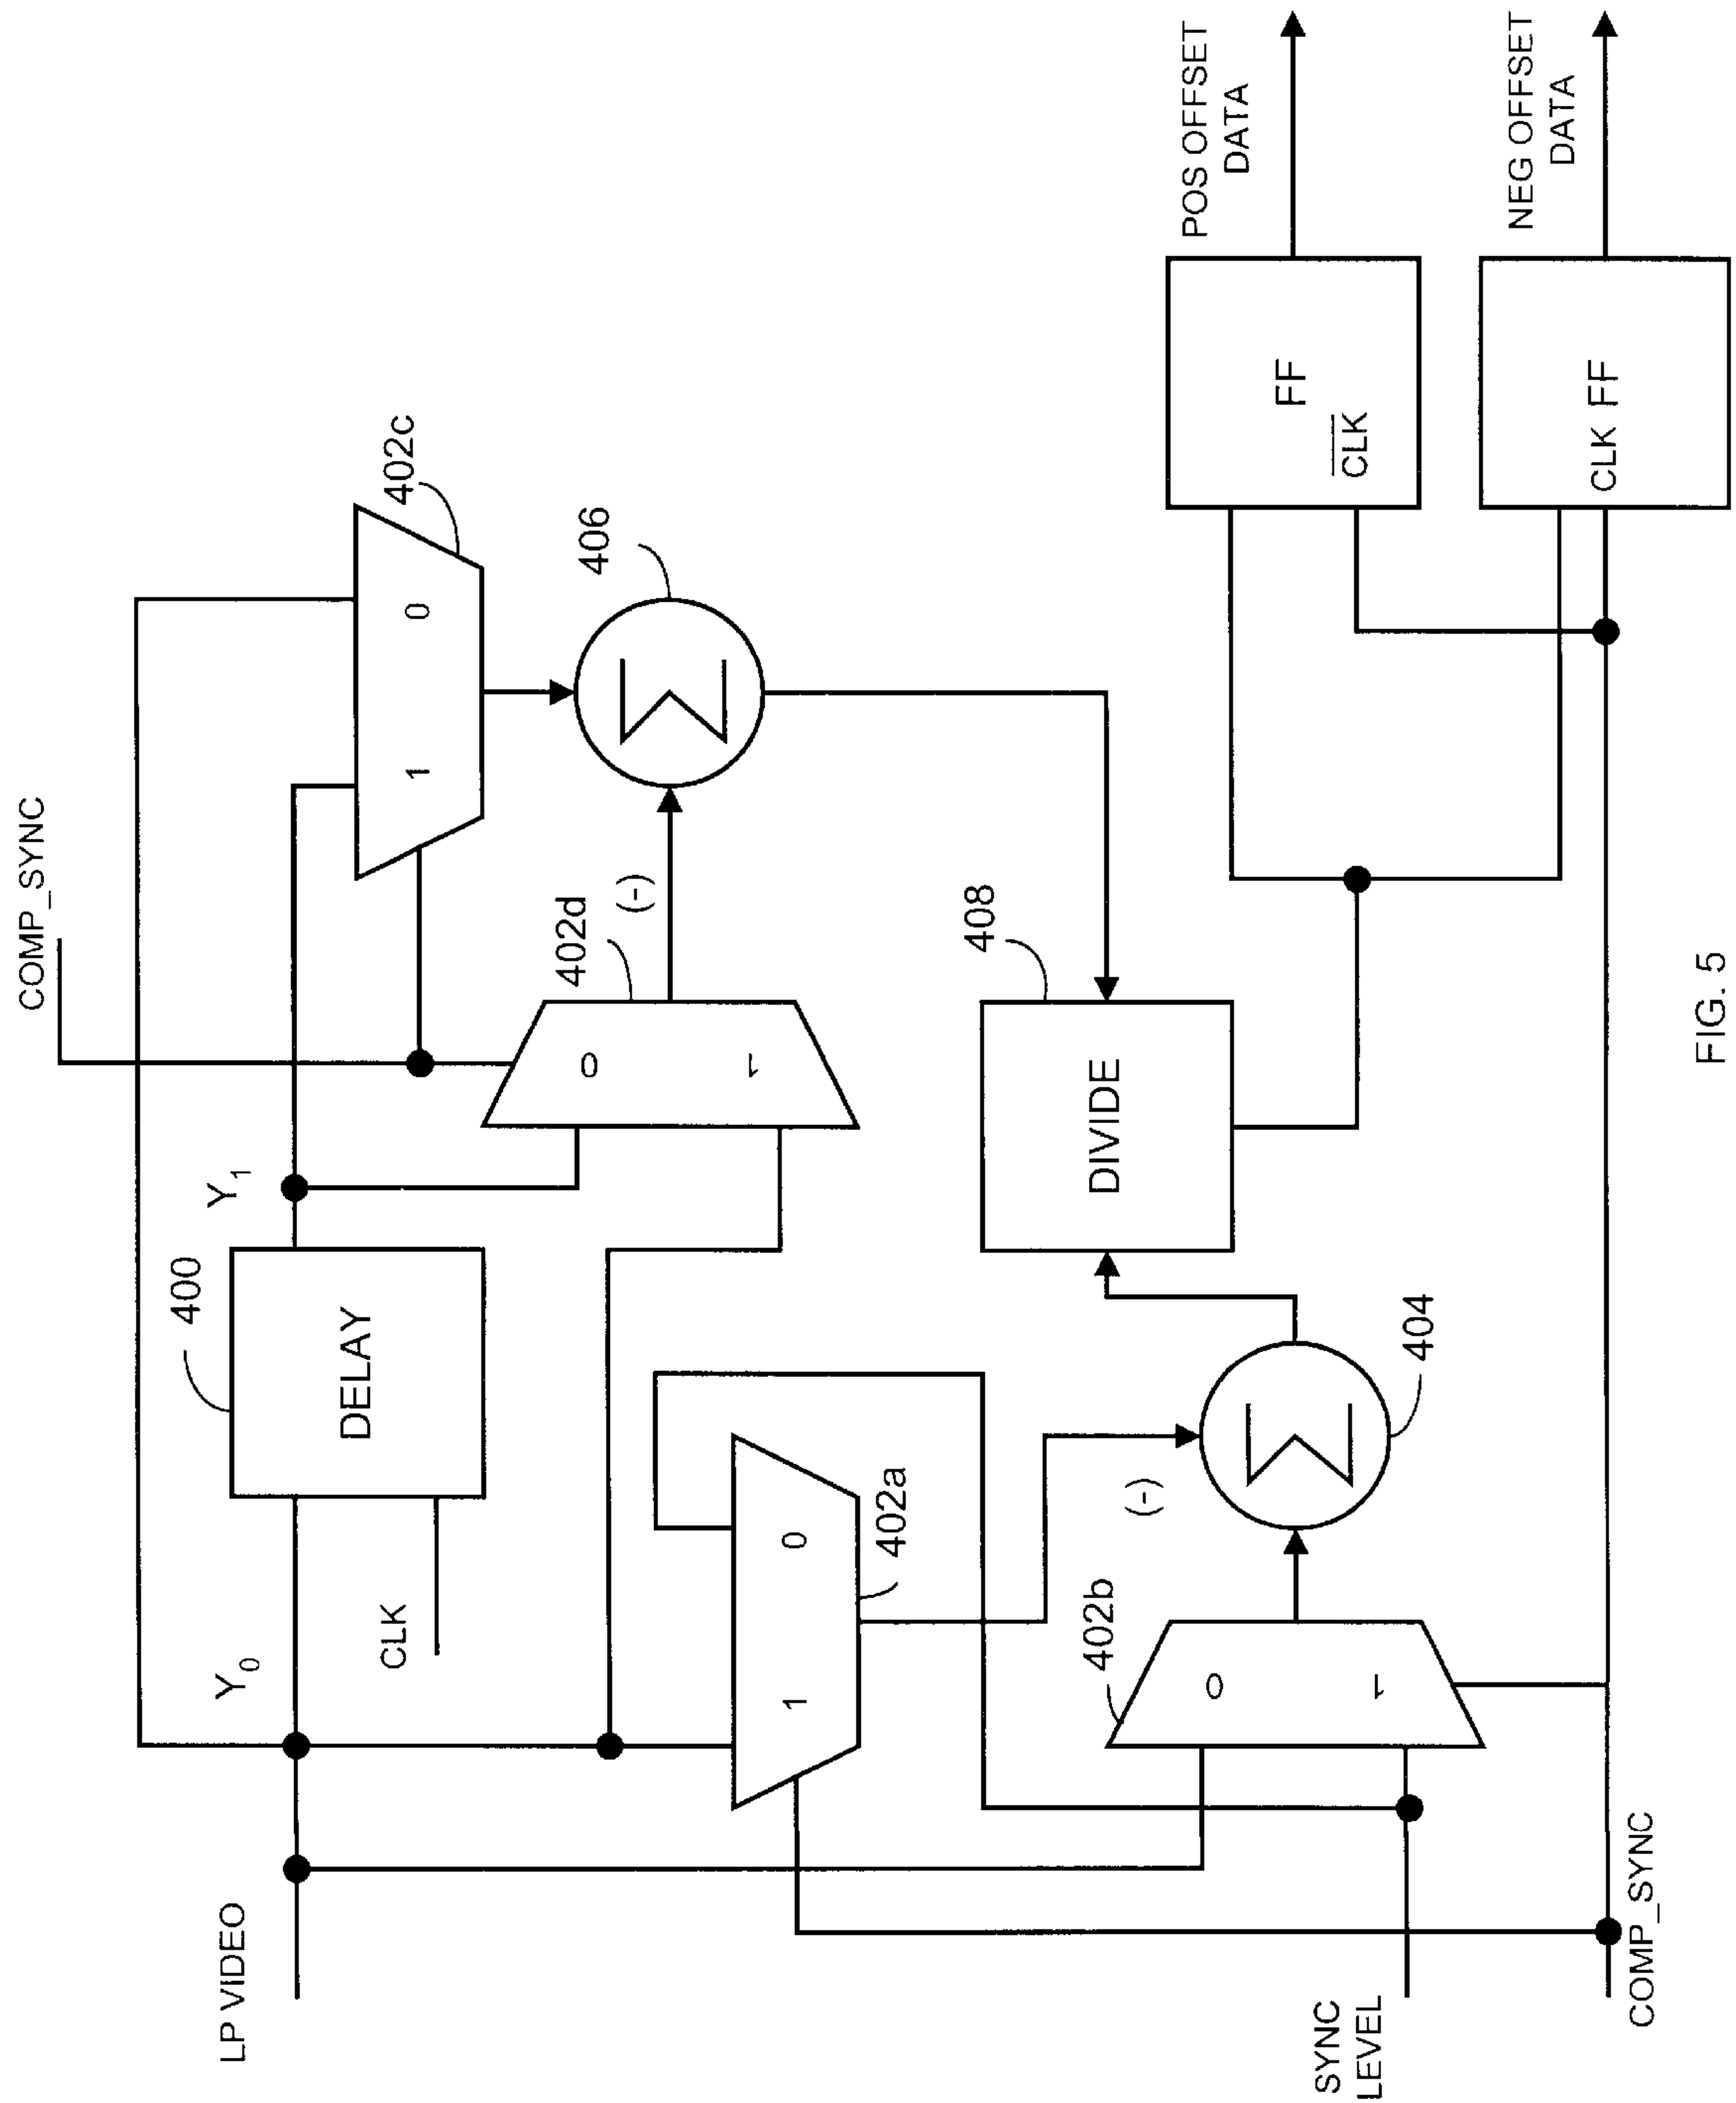 COMP_SYNC
402c
POS OFFSET
DATA
NEG OFFSET
DATA
Y1
400
DELAY
1
0
402d
0
1
(-)
406
Σ
FF
CLK
CLK FF
Y0
CLK
402a
1
0
408
DIVIDE
LP VIDEO
402b
0
1
(-)
404
Σ
SYNC
LEVEL
COMP_SYNC
FIG. 5